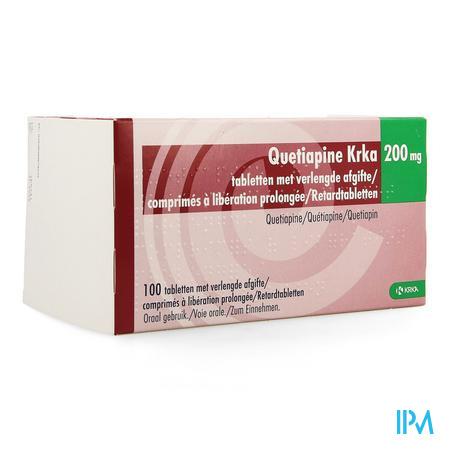 Quetiapine Krka 200 mg
tabletten met verlengde afgifte/
comprimés à libération prolongée/Retardtabletten
Quetiapine/Quétiapine/Quetiapin
100 tabletten met verlengde afgifte/
comprimés à libération prolongée/Retardtabletten
Oraal gebruik./Voie orale./Zum Einnehmen.
KRKA
IPM